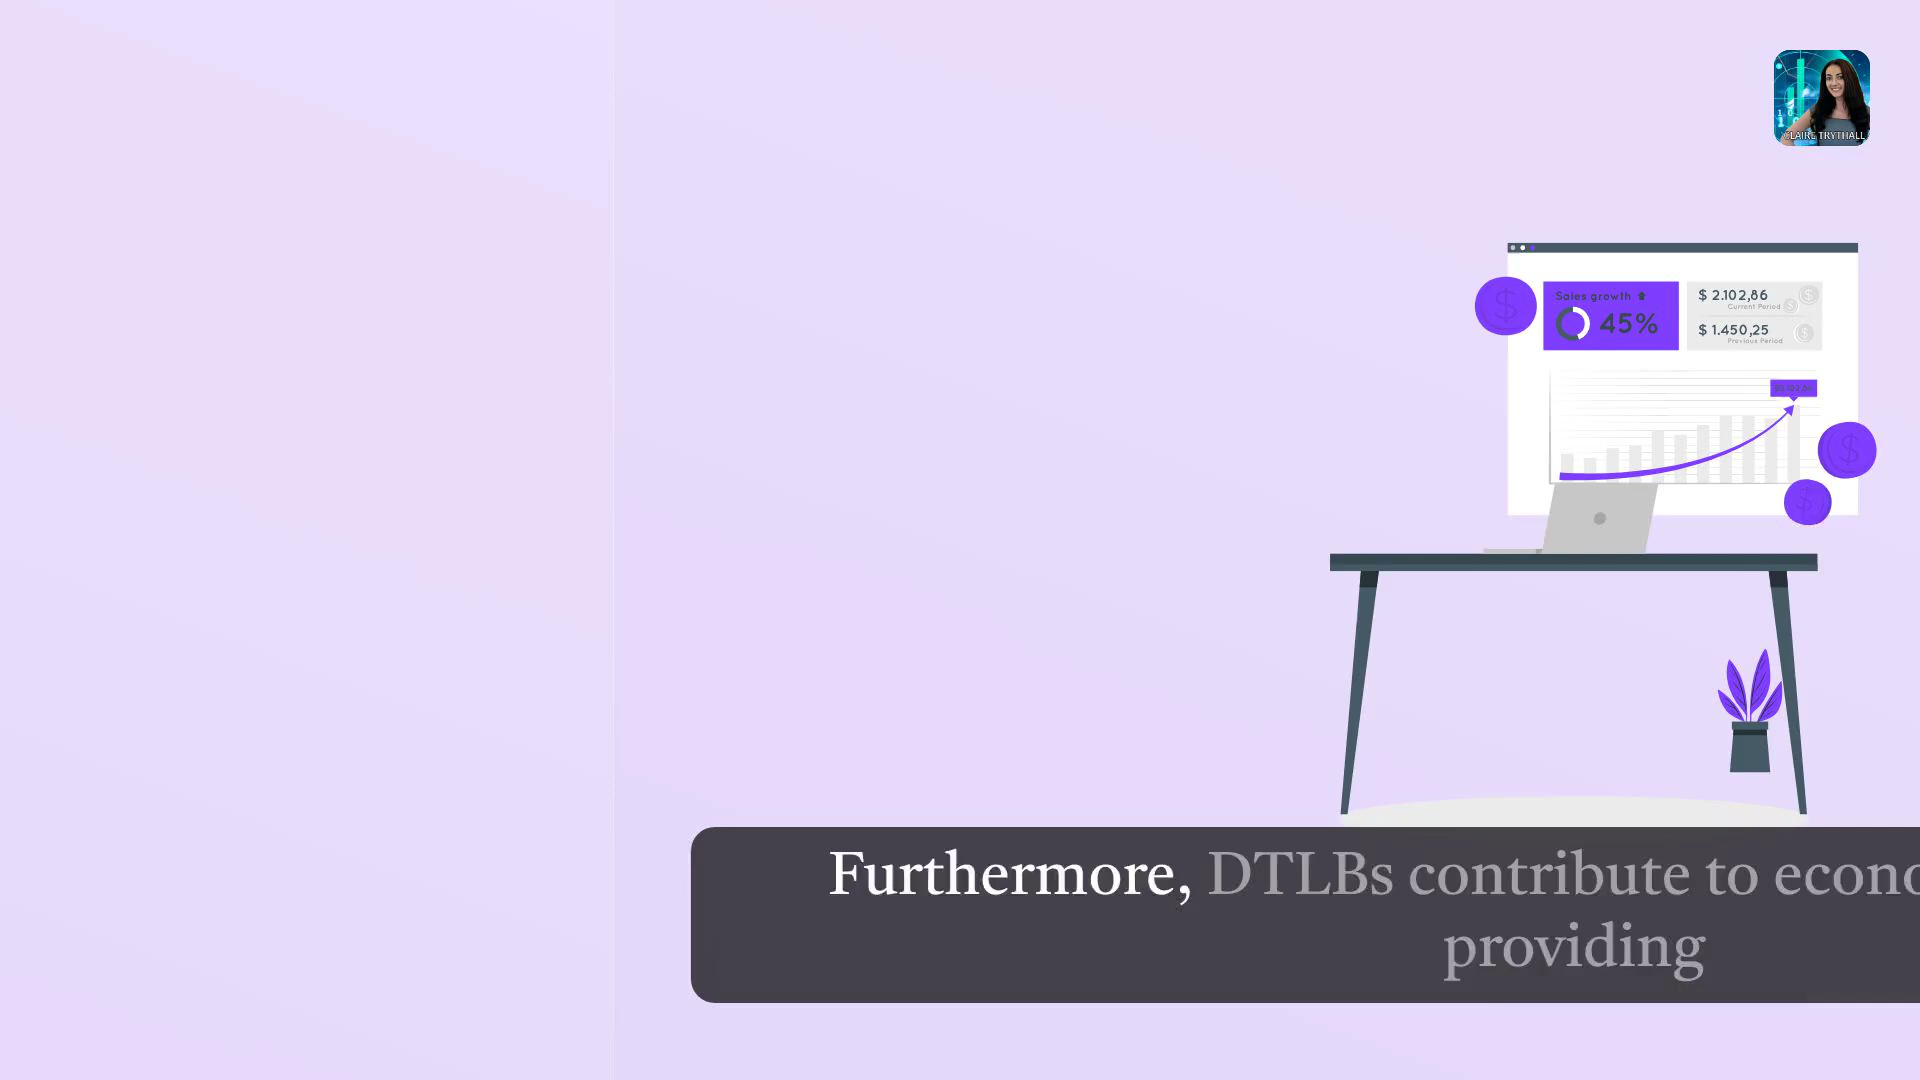 CLAIRE TRYTHALL
Sales growth
45%
$ 2.102,86
Current Period
$ 1.450,25
Previous Period
Furthermore, DTLBs contribute to econo
providing